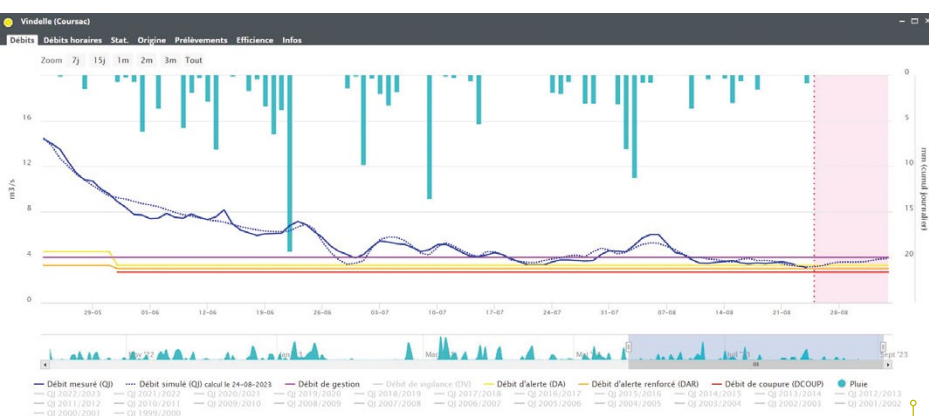 Vindelle (Coursac)
Débits Débits horaires Stat. Origine Prélèvements Efficience Infos
Zoom 7j 15j 1m 2m 3m Tout
m3/s
16
12
8
4
0
0
5
10
15
20
mm (cumul journalier)
29-05 05-06 12-06 19-06 26-06 03-07 10-07 17-07 24-07 31-07 07-08 14-08 21-08 28-08
Nov '22 Sept '23
Débit mesuré (QJ) Débit simulé (QJ) calcul le 24-08-2023 Débit de gestion Débit de vigilance (DV) Débit d'alerte (DA) Débit d'alerte renforcé (DAR) Débit de coupure (DCOUP) Pluie
QJ 2022/2023 QJ 2021/2022 QJ 2020/2021 QJ 2019/2020 QJ 2018/2019 QJ 2017/2018 QJ 2016/2017 QJ 2015/2016 QJ 2014/2015 QJ 2013/2014 QJ 2012/2013
QJ 2011/2012 QJ 2010/2011 QJ 2009/2010 QJ 2008/2009 QJ 2007/2008 QJ 2006/2007 QJ 2005/2006 QJ 2004/2005 QJ 2003/2004 QJ 2002/2003 QJ 2001/2002
QJ 2000/2001 QJ 1999/2000